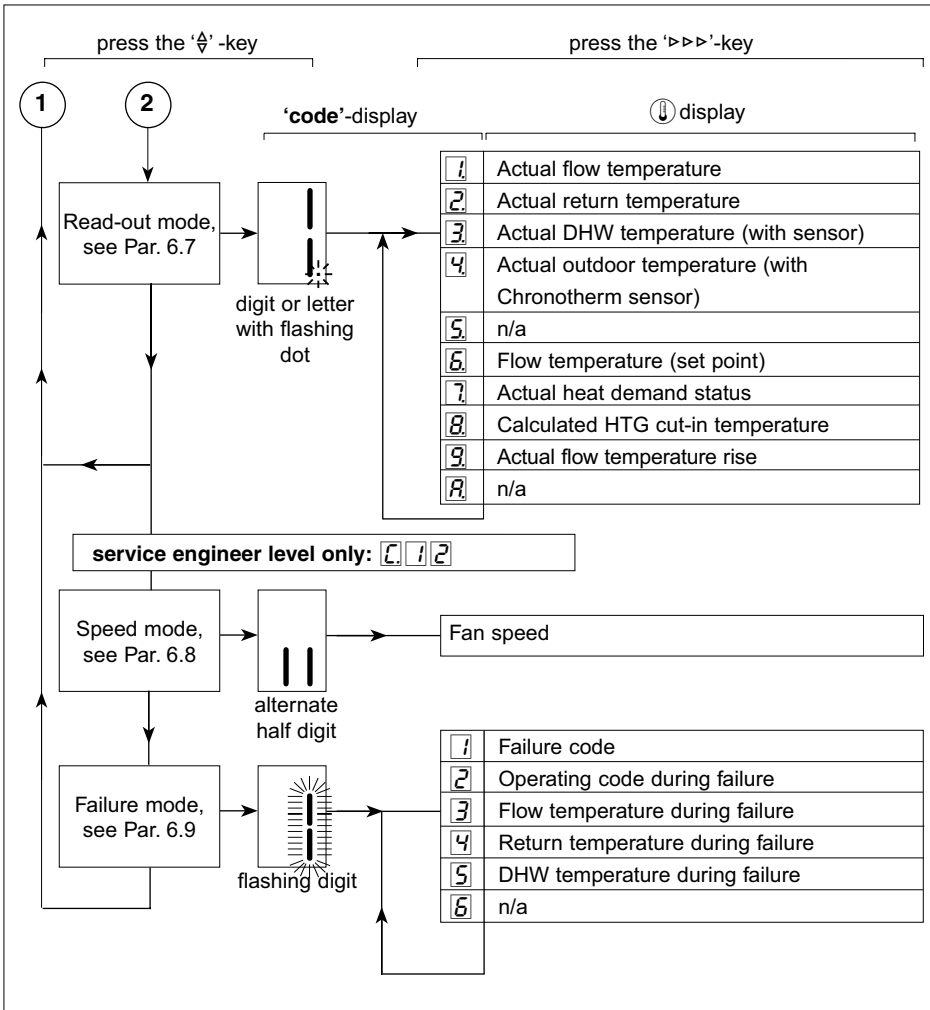 press the ‘⇳’ -key
press the ‘▷▷▷’-key
1
2
‘code’-display
display
Read-out mode,
see Par. 6.7
digit or letter
with flashing
dot
1. Actual flow temperature
2. Actual return temperature
3. Actual DHW temperature (with sensor)
4. Actual outdoor temperature (with
Chronotherm sensor)
5. n/a
6. Flow temperature (set point)
7. Actual heat demand status
8. Calculated HTG cut-in temperature
9. Actual flow temperature rise
A. n/a
service engineer level only: C. 1 2
Speed mode,
see Par. 6.8
alternate
half digit
Fan speed
Failure mode,
see Par. 6.9
flashing digit
1 Failure code
2 Operating code during failure
3 Flow temperature during failure
4 Return temperature during failure
5 DHW temperature during failure
6 n/a